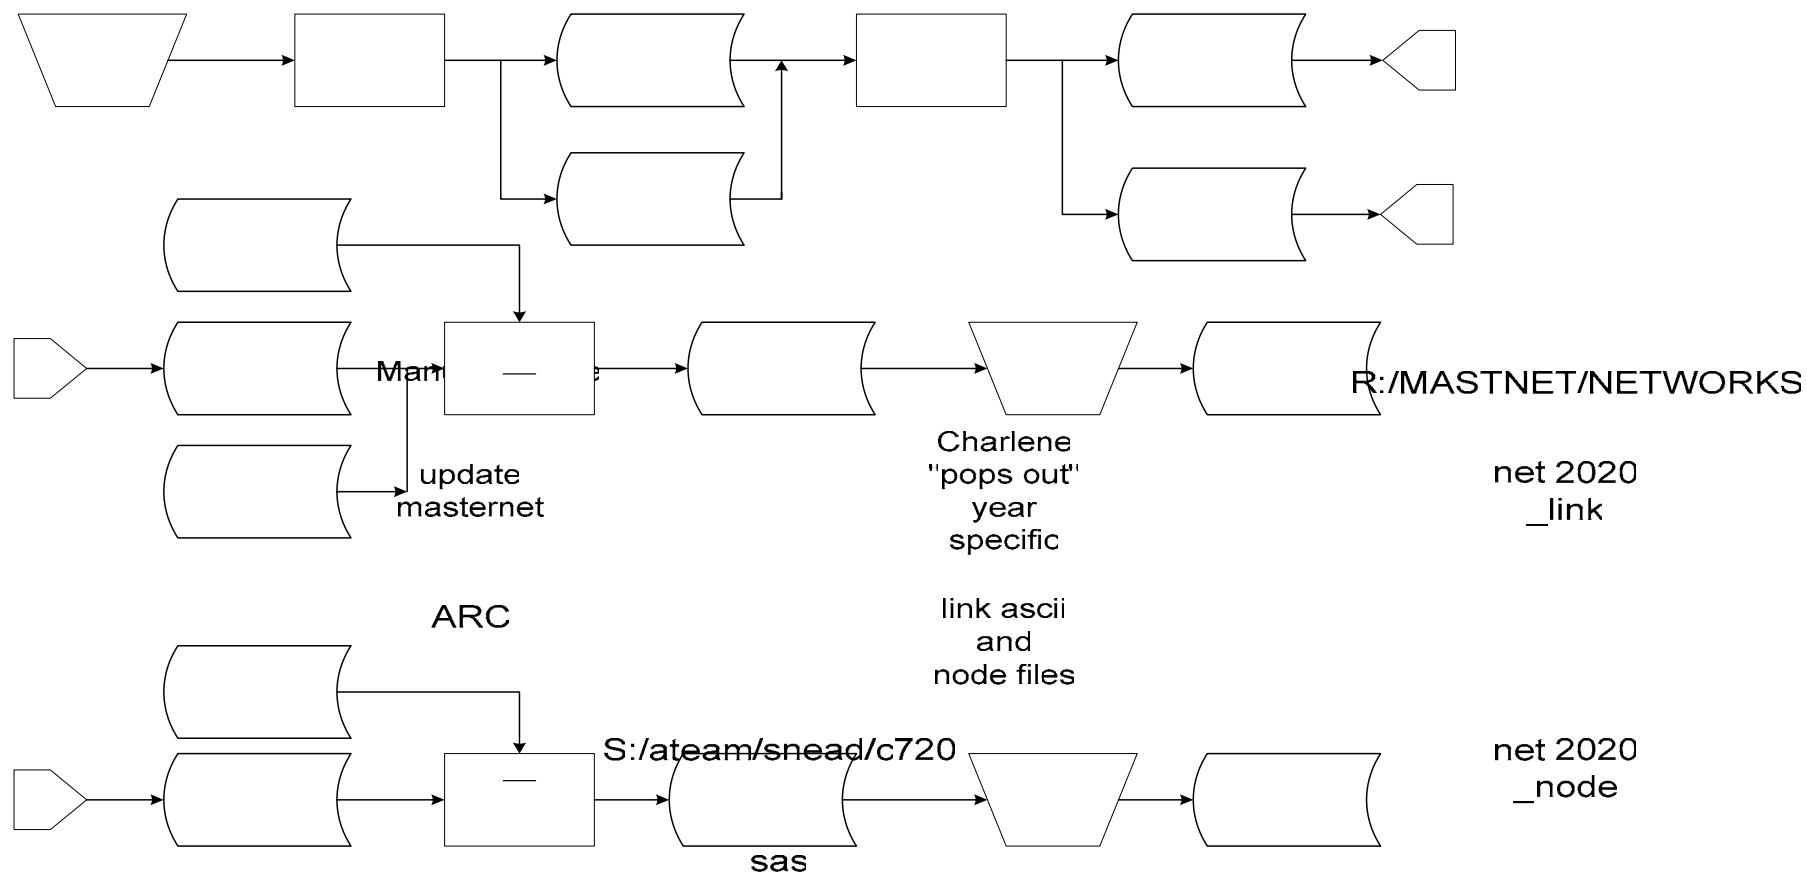 R:/MASTNET/NETWORKS
Charlene
"pops out"
year
specific
update
masternet
net 2020
_link
ARC
link ascii
and
node files
S:/ateam/snead/c720
net 2020
_node
sas